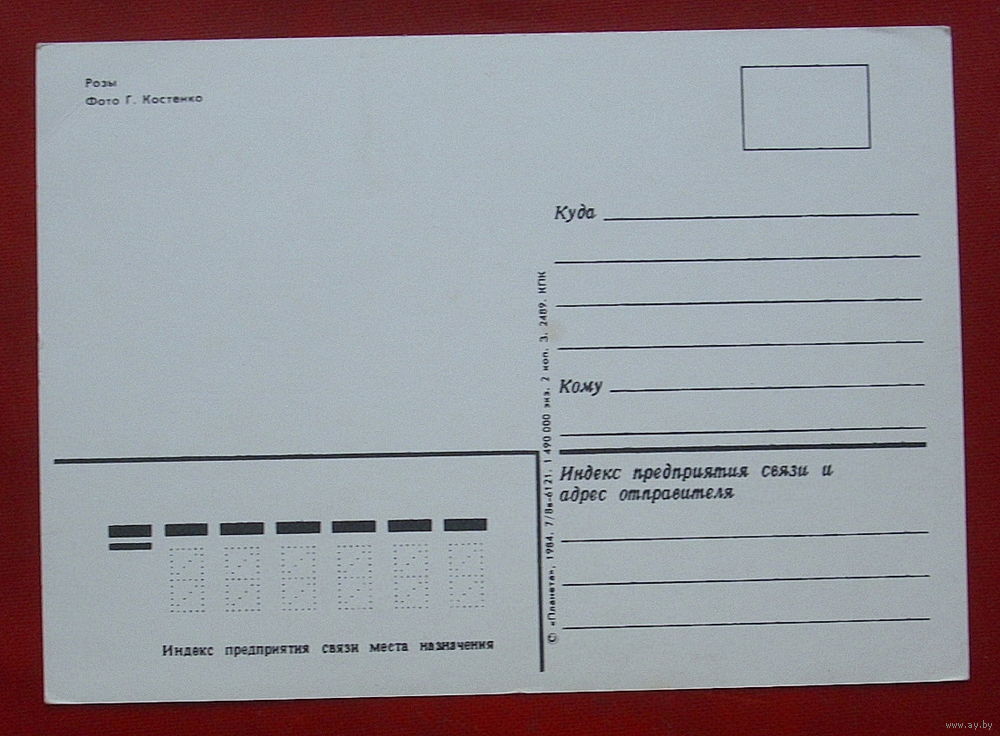 Розы
Фото Г. Костенко
Куда
Кому
Индекс предприятия связи и
адрес отправителя
© «Планета», 1984. 7/8в-6121. 1 490 000 экз. 2 коп. З. 2489. КПК
Индекс предприятия связи места назначения
www.ay.by